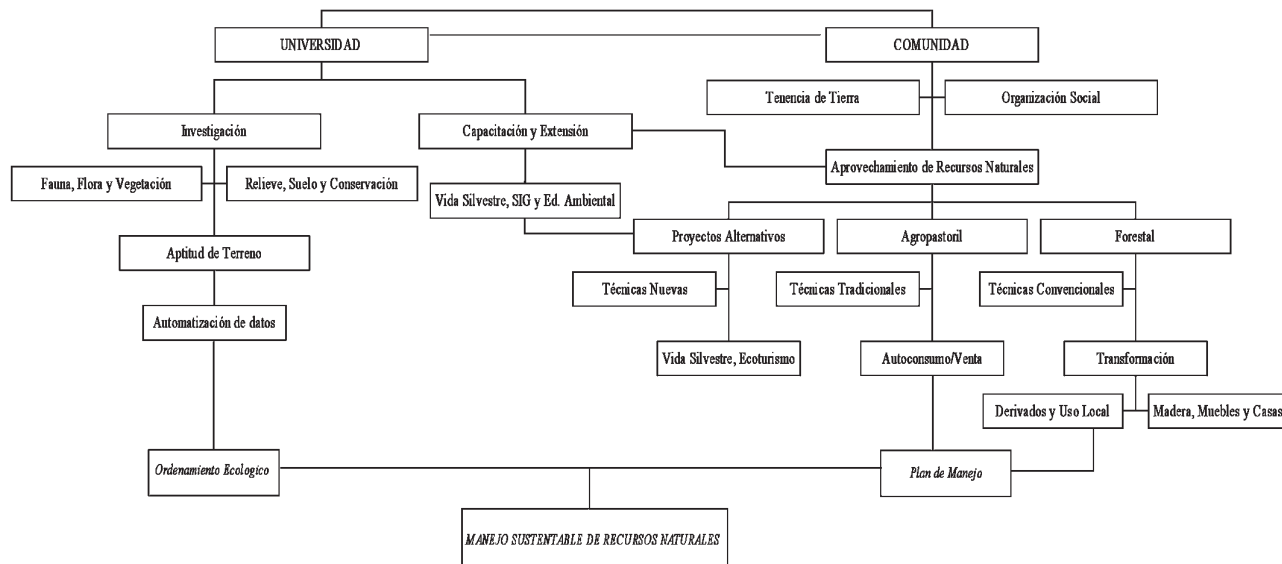 UNIVERSIDAD
COMUNIDAD
Tenencia de Tierra
Organización Social
Investigación
Capacitación y Extensión
Aprovechamiento de Recursos Naturales
Fauna, Flora y Vegetación
Relieve, Suelo y Conservación
Vida Silvestre, SIG y Ed. Ambiental
Aptitud de Terreno
Proyectos Alternativos
Agropastoril
Forestal
Técnicas Nuevas
Técnicas Tradicionales
Técnicas Convencionales
Automatización de datos
Vida Silvestre, Ecoturismo
Autoconsumo/Venta
Transformación
Derivados y Uso Local
Madera, Muebles y Casas
Ordenamiento Ecologico
Plan de Manejo
MANEJO SUSTENTABLE DE RECURSOS NATURALES